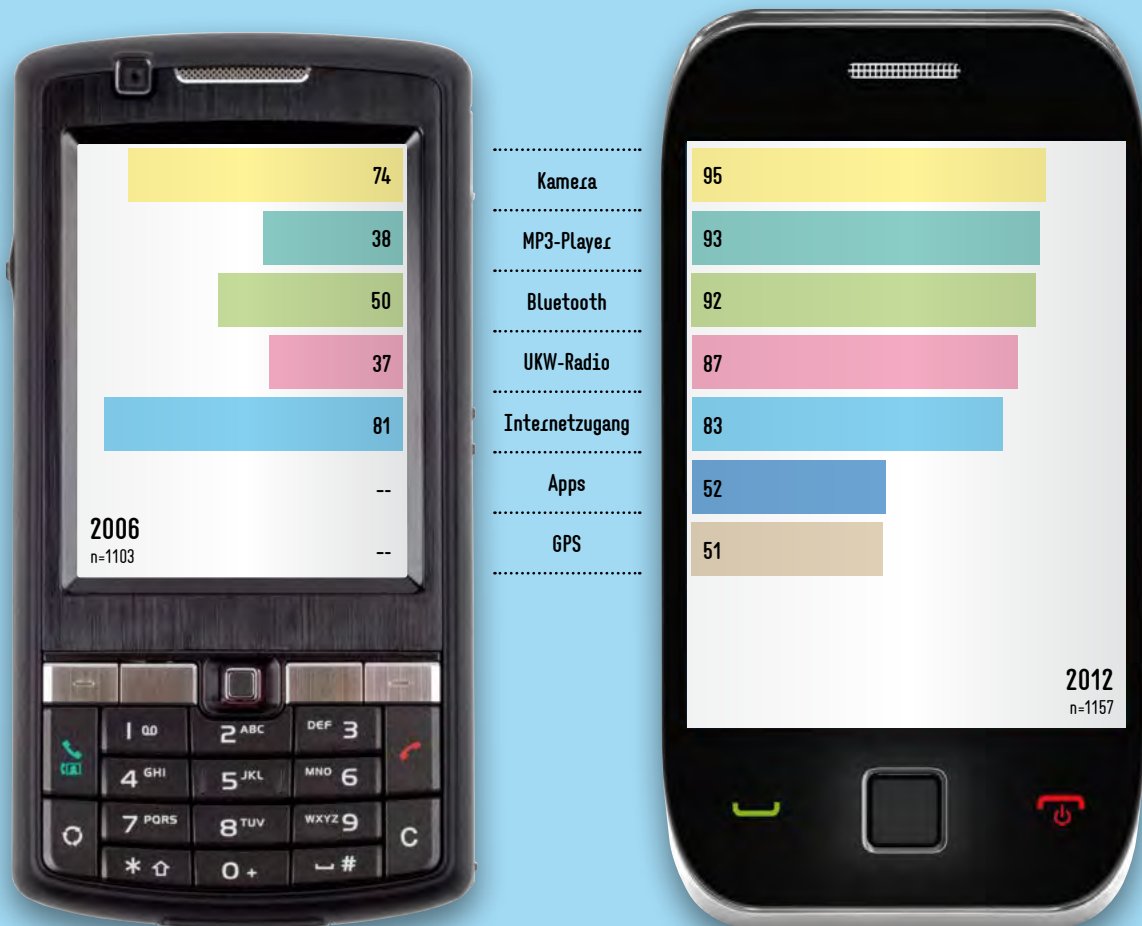 74
38
50
37
81
--
--
2006
n=1103
Kamera
MP3-Player
Bluetooth
UKW-Radio
Internetzugang
Apps
GPS
95
93
92
87
83
52
51
2012
n=1157
1
2 ABC
DEF 3
4 GHI
5 JKL
MNO 6
7 PQRS
8 TUV
WXYZ 9
C
*
0 +
#